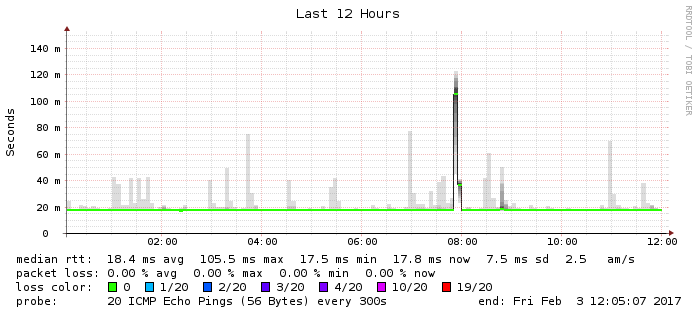 Last 12 Hours
RRDTOOL / TOBI OETIKER
Seconds
140 m
120 m
100 m
80 m
60 m
40 m
20 m
0
02:00 04:00 06:00 08:00 10:00 12:00
median rtt: 18.4 ms avg 105.5 ms max 17.5 ms min 17.8 ms now 7.5 ms sd 2.5 am/s
packet loss: 0.00 % avg 0.00 % max 0.00 % min 0.00 % now
loss color: 0 1/20 2/20 3/20 4/20 10/20 19/20
probe: 20 ICMP Echo Pings (56 Bytes) every 300s end: Fri Feb 3 12:05:07 2017